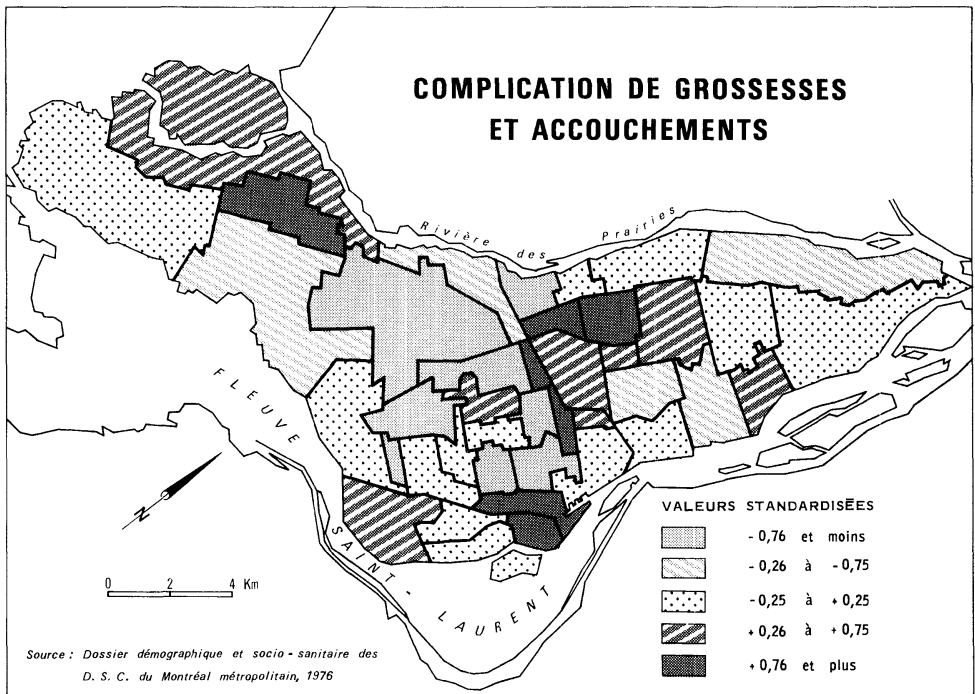 COMPLICATION DE GROSSESSES
ET ACCOUCHEMENTS
Rivière des Prairies
FLEUVE SAINT-LAURENT
N
0 2 4 Km
VALEURS STANDARDISÉES
- 0,76 et moins
- 0,26 à - 0,75
- 0,25 à + 0,25
+ 0,26 à + 0,75
+ 0,76 et plus
Source : Dossier démographique et socio-sanitaire des
D. S. C. du Montréal métropolitain, 1976